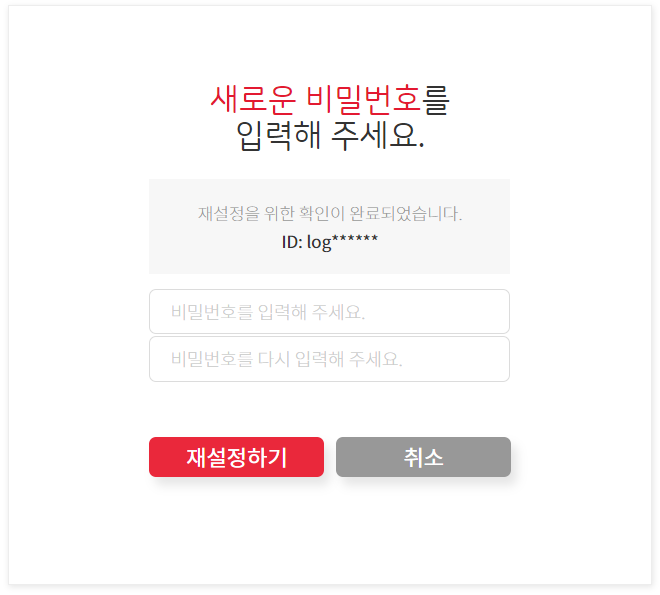 새로운 비밀번호를
입력해 주세요.
재설정을 위한 확인이 완료되었습니다.
ID: log******
비밀번호를 입력해 주세요.
비밀번호를 다시 입력해 주세요.
재설정하기
취소